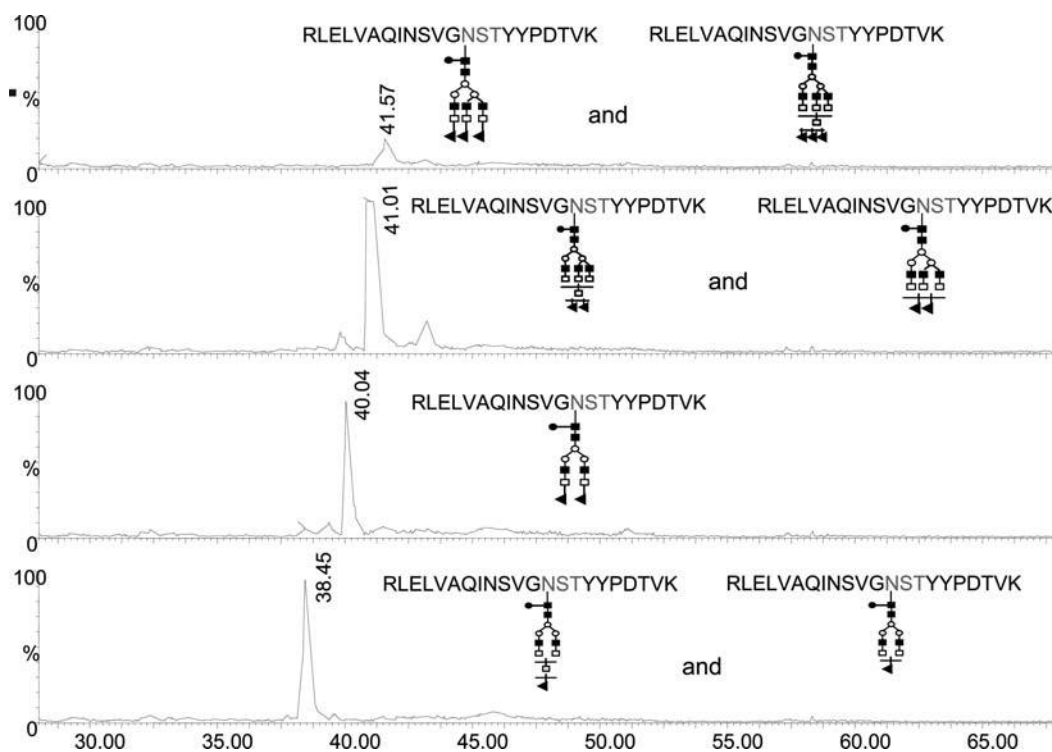 100
RLELVAQINSVGNSTYYPDTVK RLELVAQINSVGNSTYYPDTVK
%
41.57
and
0
100
41.01
RLELVAQINSVGNSTYYPDTVK RLELVAQINSVGNSTYYPDTVK
%
and
0
100
40.04
RLELVAQINSVGNSTYYPDTVK
%
0
100
38.45
RLELVAQINSVGNSTYYPDTVK RLELVAQINSVGNSTYYPDTVK
%
and
0
30.00 35.00 40.00 45.00 50.00 55.00 60.00 65.00